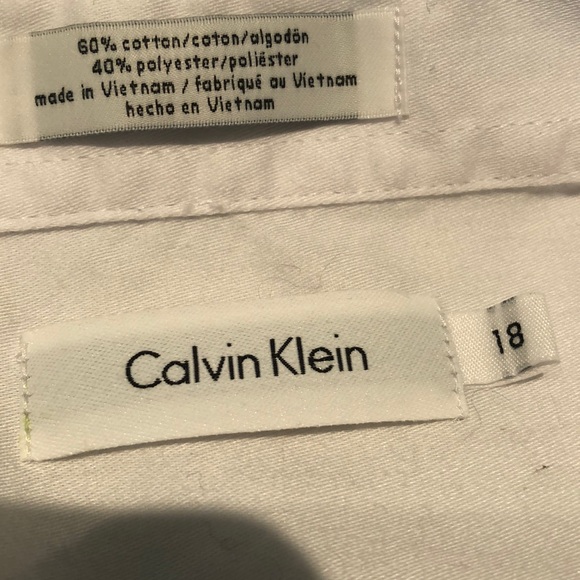 60% cotton/coton/algodón
40% polyester/poliéster
made in Vietnam / fabriqué au Vietnam
hecho en Vietnam
Calvin Klein
18